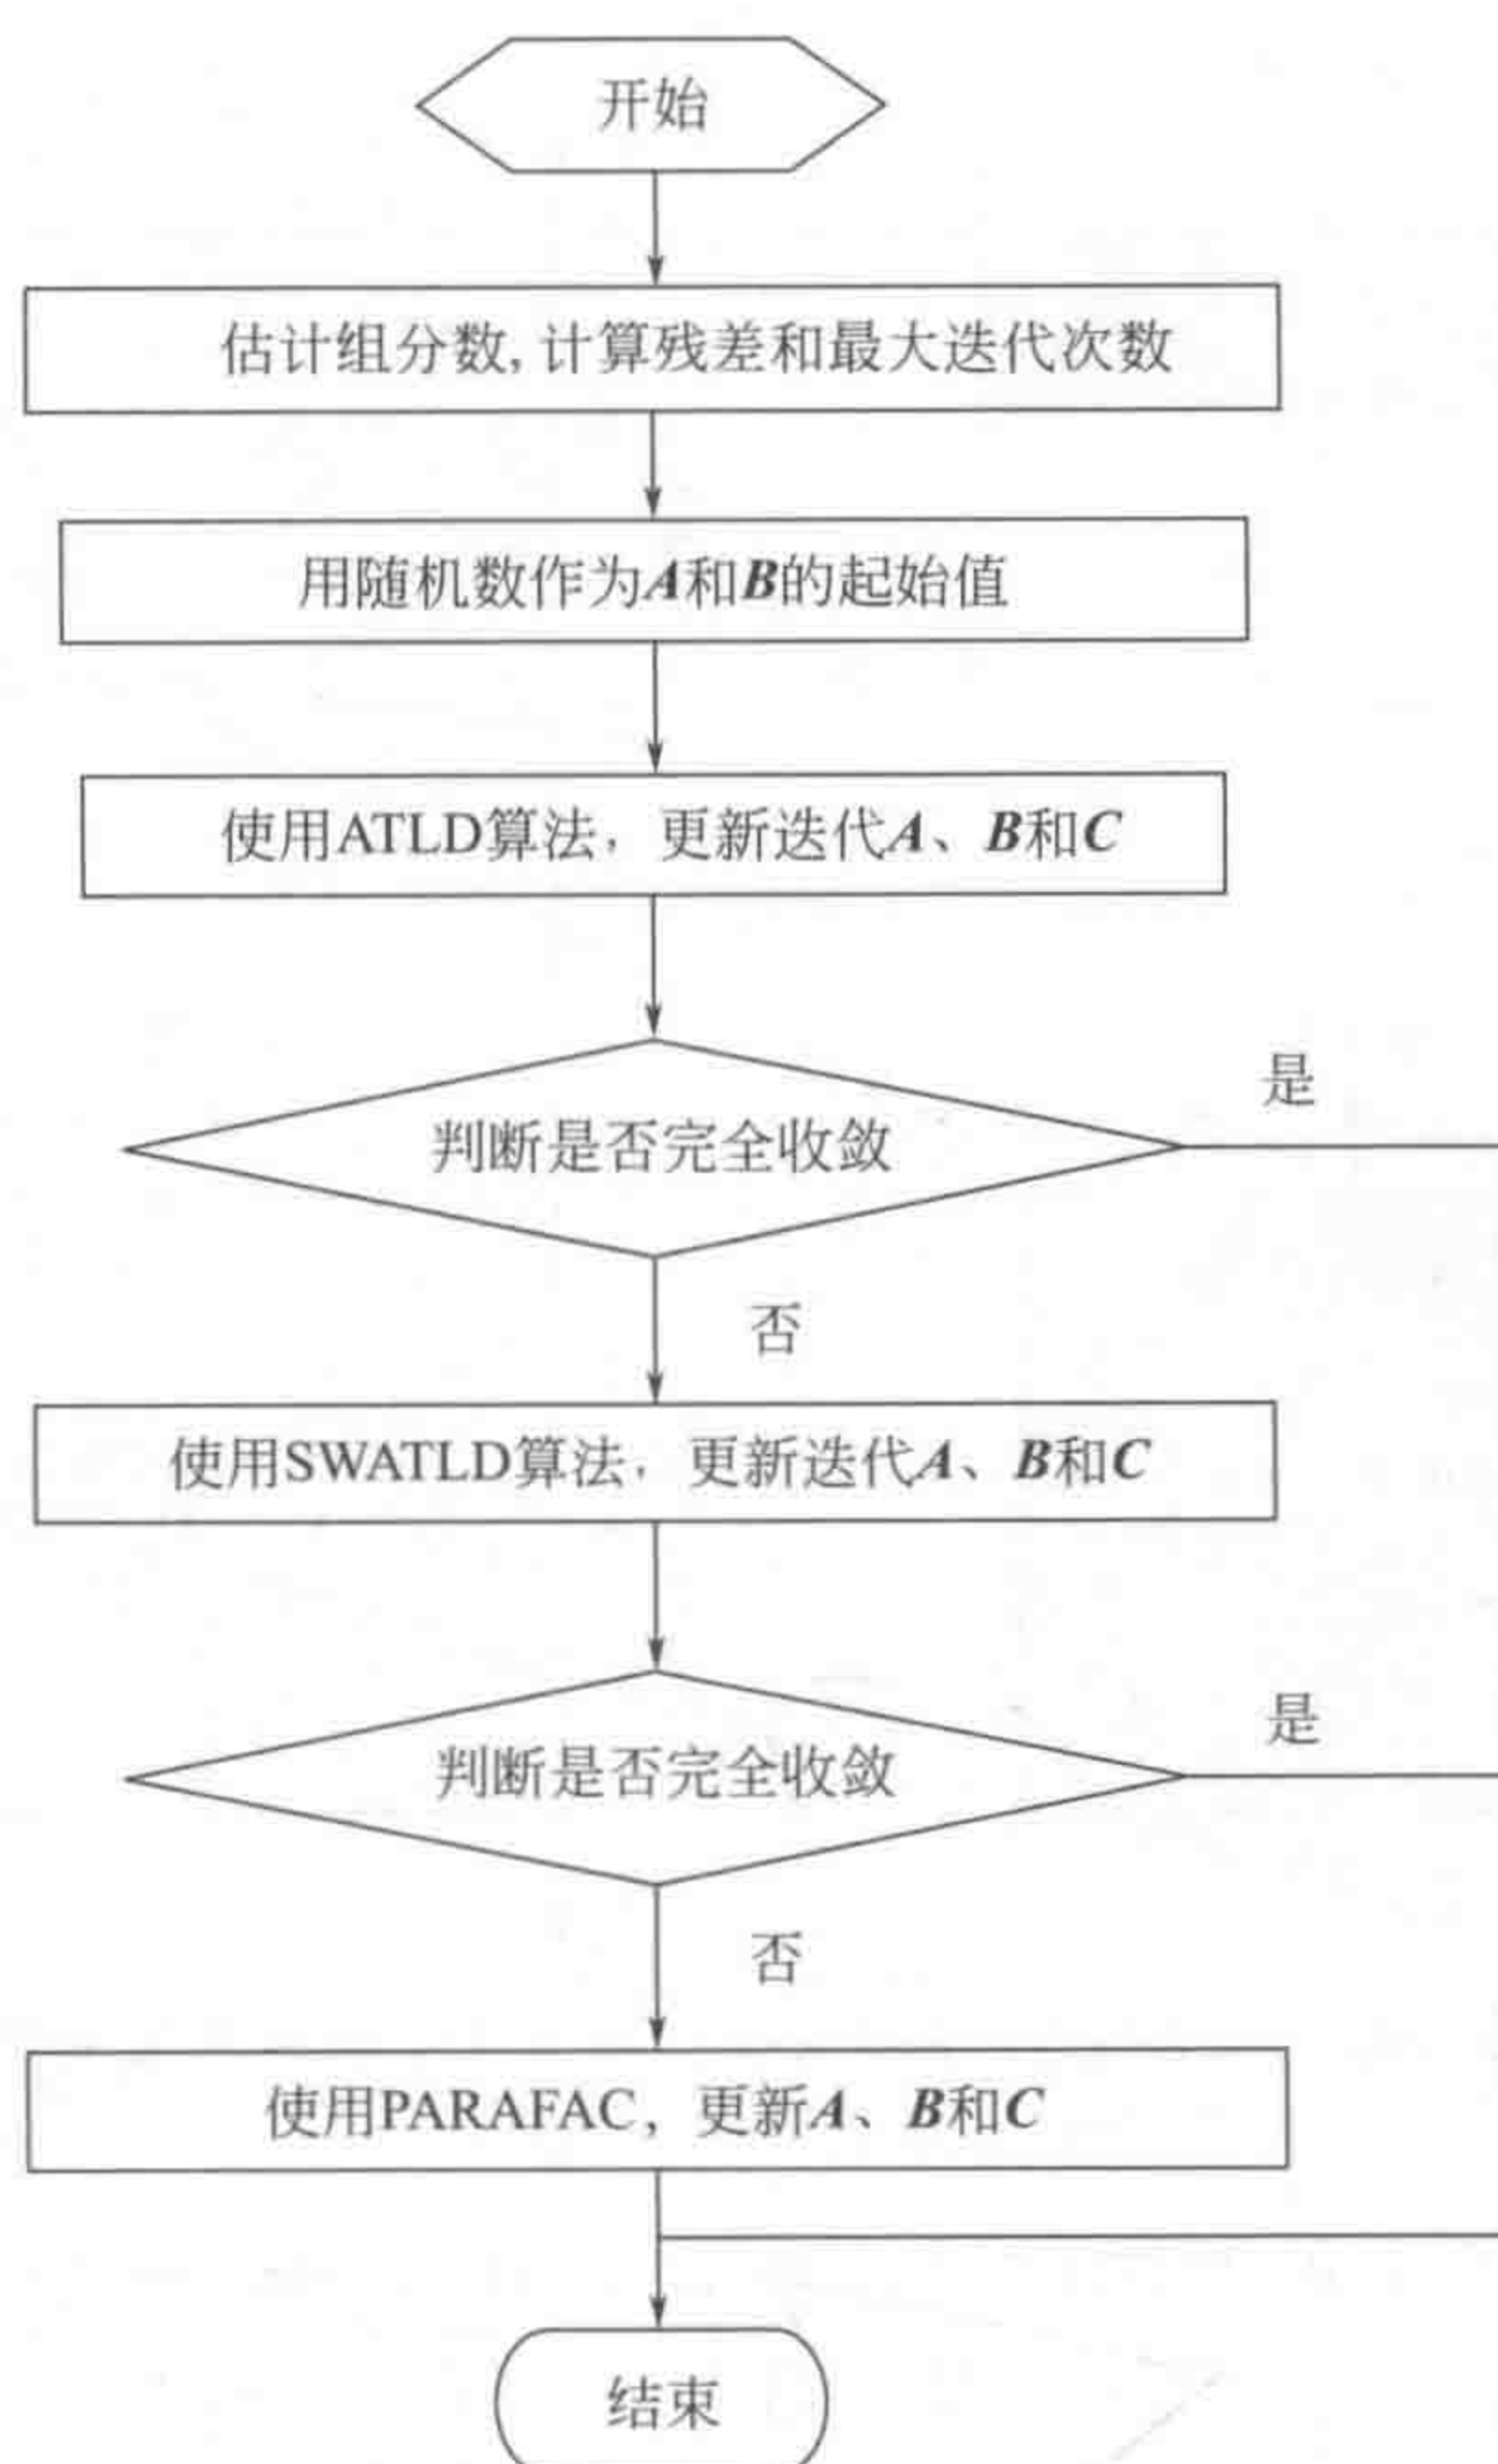 开始
估计组分数, 计算残差和最大迭代次数
用随机数作为A和B的起始值
使用ATLD算法，更新迭代A、B和C
判断是否完全收敛
是
否
使用SWATLD算法，更新迭代A、B和C
判断是否完全收敛
是
否
使用PARAFAC，更新A、B和C
结束